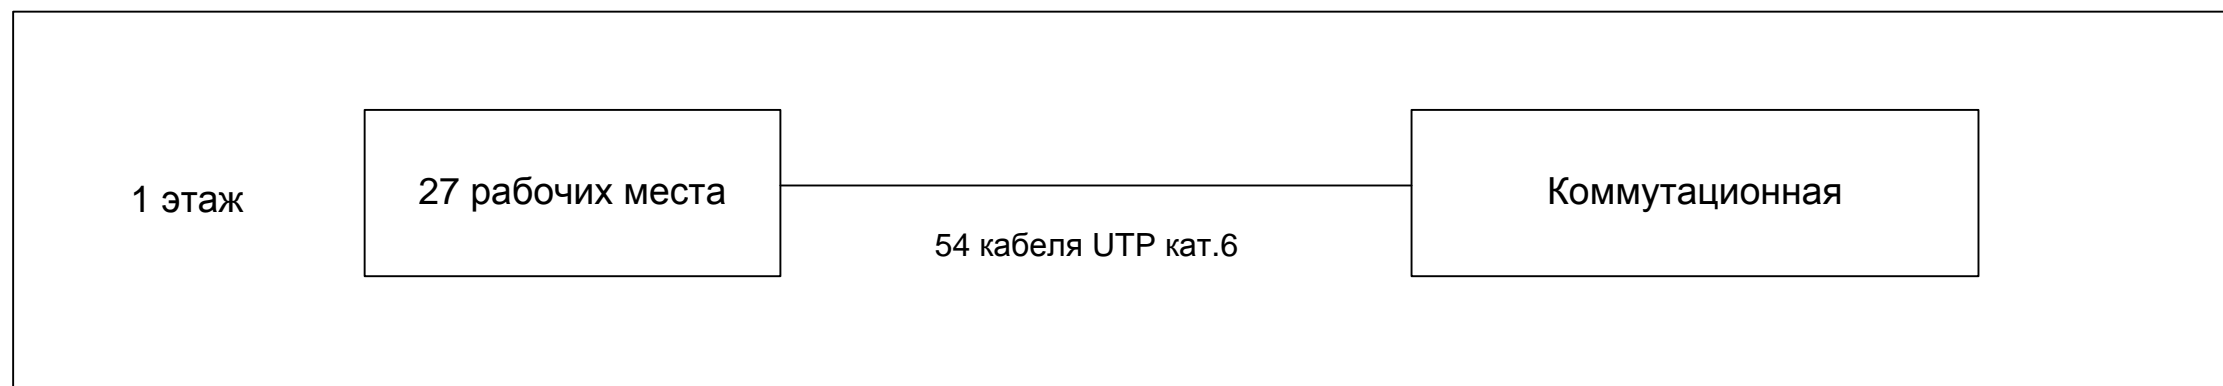 1 этаж
27 рабочих места
54 кабеля UTP кат.6
Коммутационная